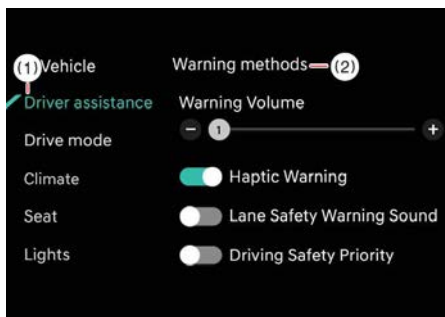 (1) Vehicle
Driver assistance
Drive mode
Climate
Seat
Lights
Warning methods (2)
Warning Volume
− 1 +
Haptic Warning
Lane Safety Warning Sound
Driving Safety Priority